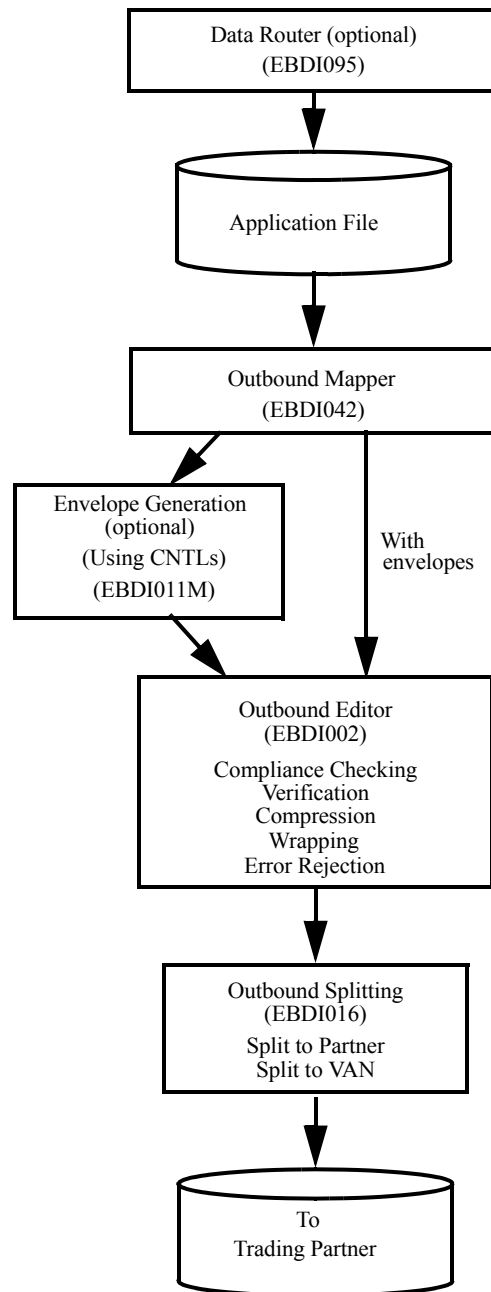 Data Router (optional)
(EBDI095)
Application File
Outbound Mapper
(EBDI042)
Envelope Generation
(optional)
(Using CNTLs)
(EBDI011M)
With
envelopes
Outbound Editor
(EBDI002)
Compliance Checking
Verification
Compression
Wrapping
Error Rejection
Outbound Splitting
(EBDI016)
Split to Partner
Split to VAN
To
Trading Partner